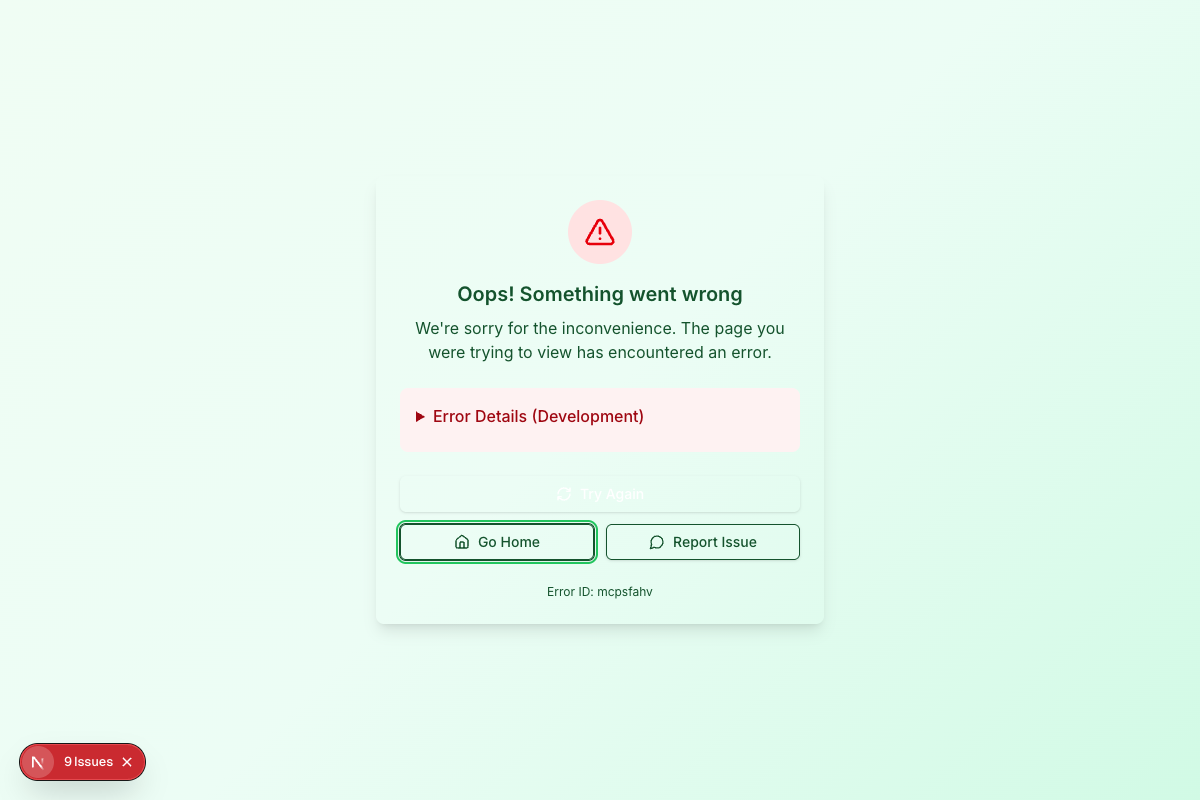 Oops! Something went wrong
We're sorry for the inconvenience. The page you
were trying to view has encountered an error.
Error Details (Development)
Try Again
Go Home
Report Issue
Error ID: mcpsfahv
9 Issues